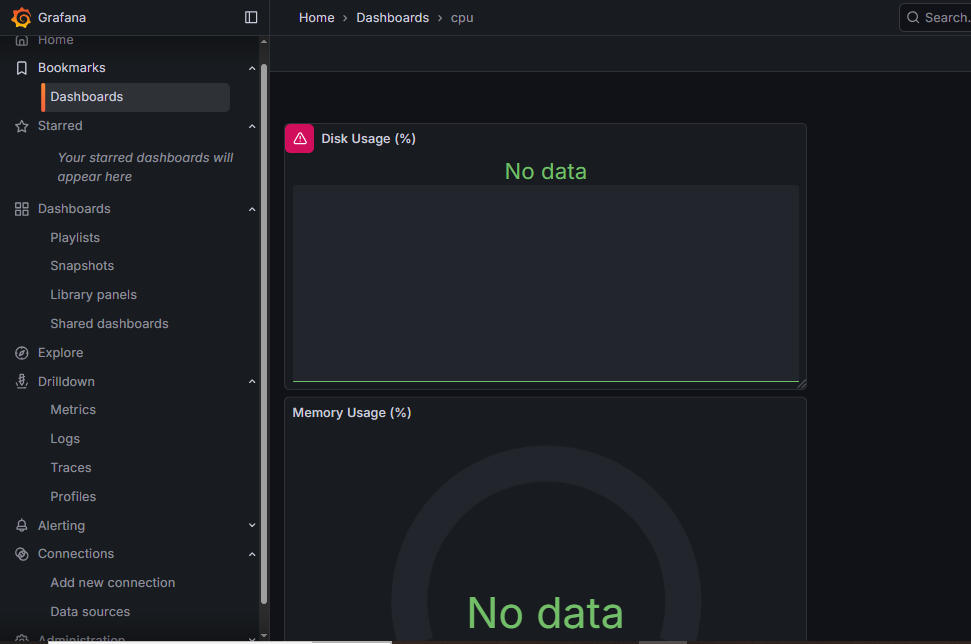 Grafana
Home › Dashboards › cpu
Search...
Home
Bookmarks
Dashboards
Starred
Your starred dashboards will
appear here
Dashboards
Playlists
Snapshots
Library panels
Shared dashboards
Explore
Drilldown
Metrics
Logs
Traces
Profiles
Alerting
Connections
Add new connection
Data sources
Administration
Disk Usage (%)
No data
Memory Usage (%)
No data